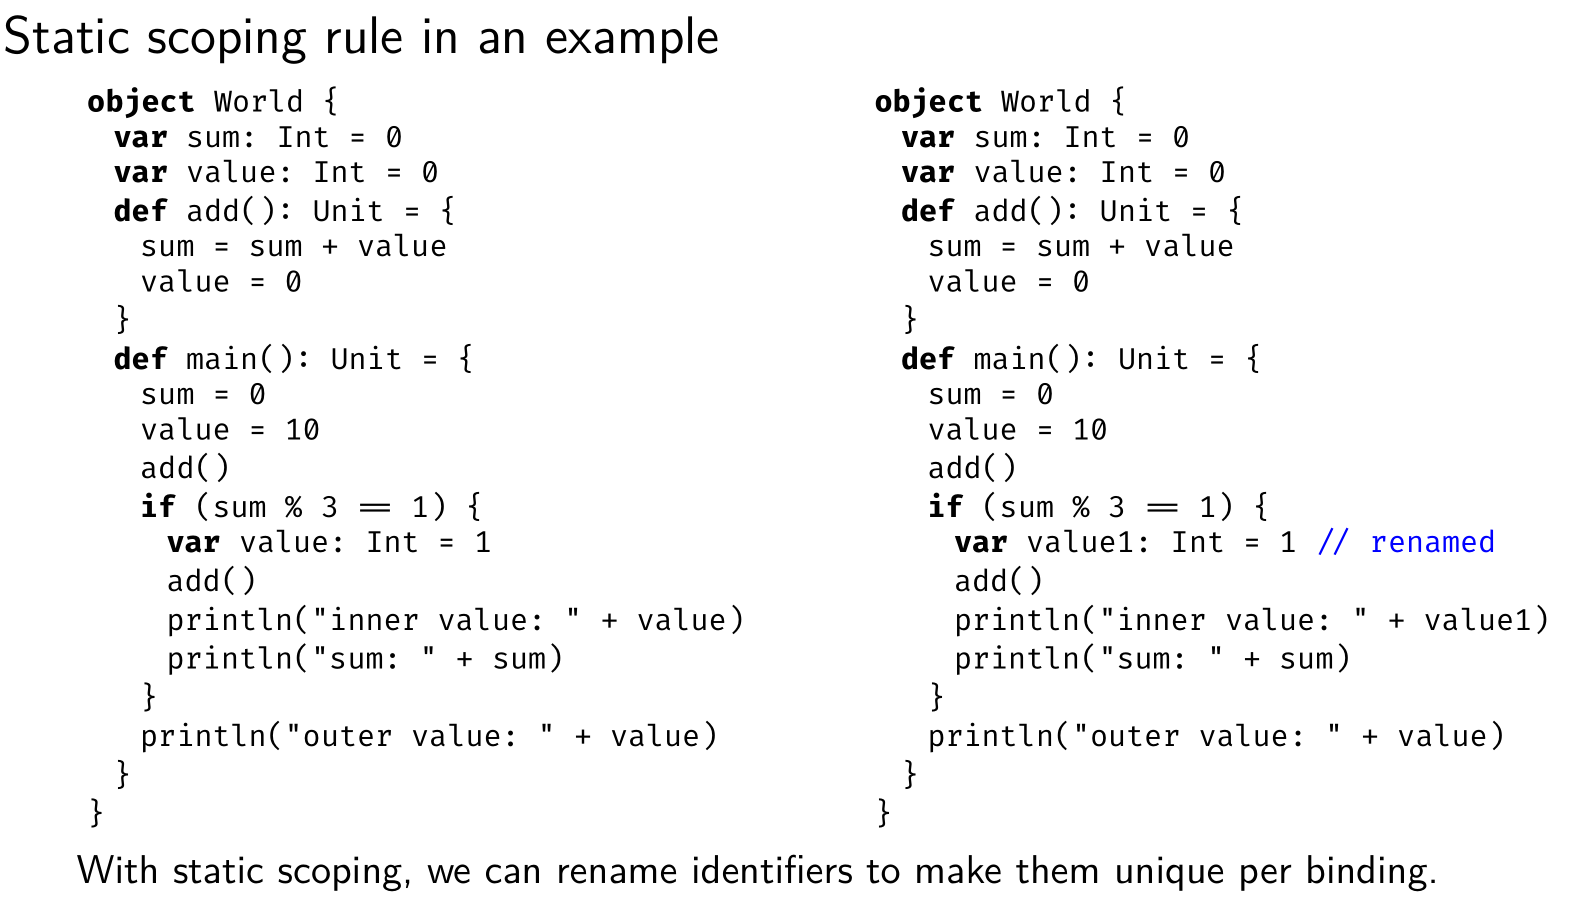 Static scoping rule in an example
object World {
  var sum: Int = 0
  var value: Int = 0
  def add(): Unit = {
    sum = sum + value
    value = 0
  }
  def main(): Unit = {
    sum = 0
    value = 10
    add()
    if (sum % 3 == 1) {
      var value: Int = 1
      add()
      println("inner value: " + value)
      println("sum: " + sum)
    }
    println("outer value: " + value)
  }
}
object World {
  var sum: Int = 0
  var value: Int = 0
  def add(): Unit = {
    sum = sum + value
    value = 0
  }
  def main(): Unit = {
    sum = 0
    value = 10
    add()
    if (sum % 3 == 1) {
      var value1: Int = 1 // renamed
      add()
      println("inner value: " + value1)
      println("sum: " + sum)
    }
    println("outer value: " + value)
  }
}
With static scoping, we can rename identifiers to make them unique per binding.